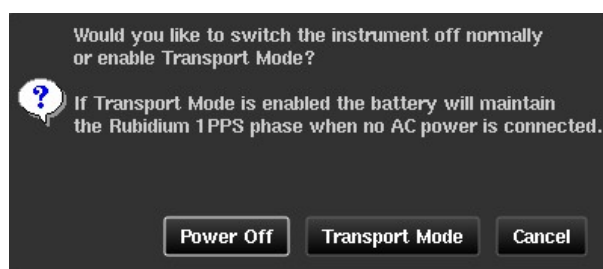 Would you like to switch the instrument off normally
or enable Transport Mode?
If Transport Mode is enabled the battery will maintain
the Rubidium 1PPS phase when no AC power is connected.
Power Off Transport Mode Cancel